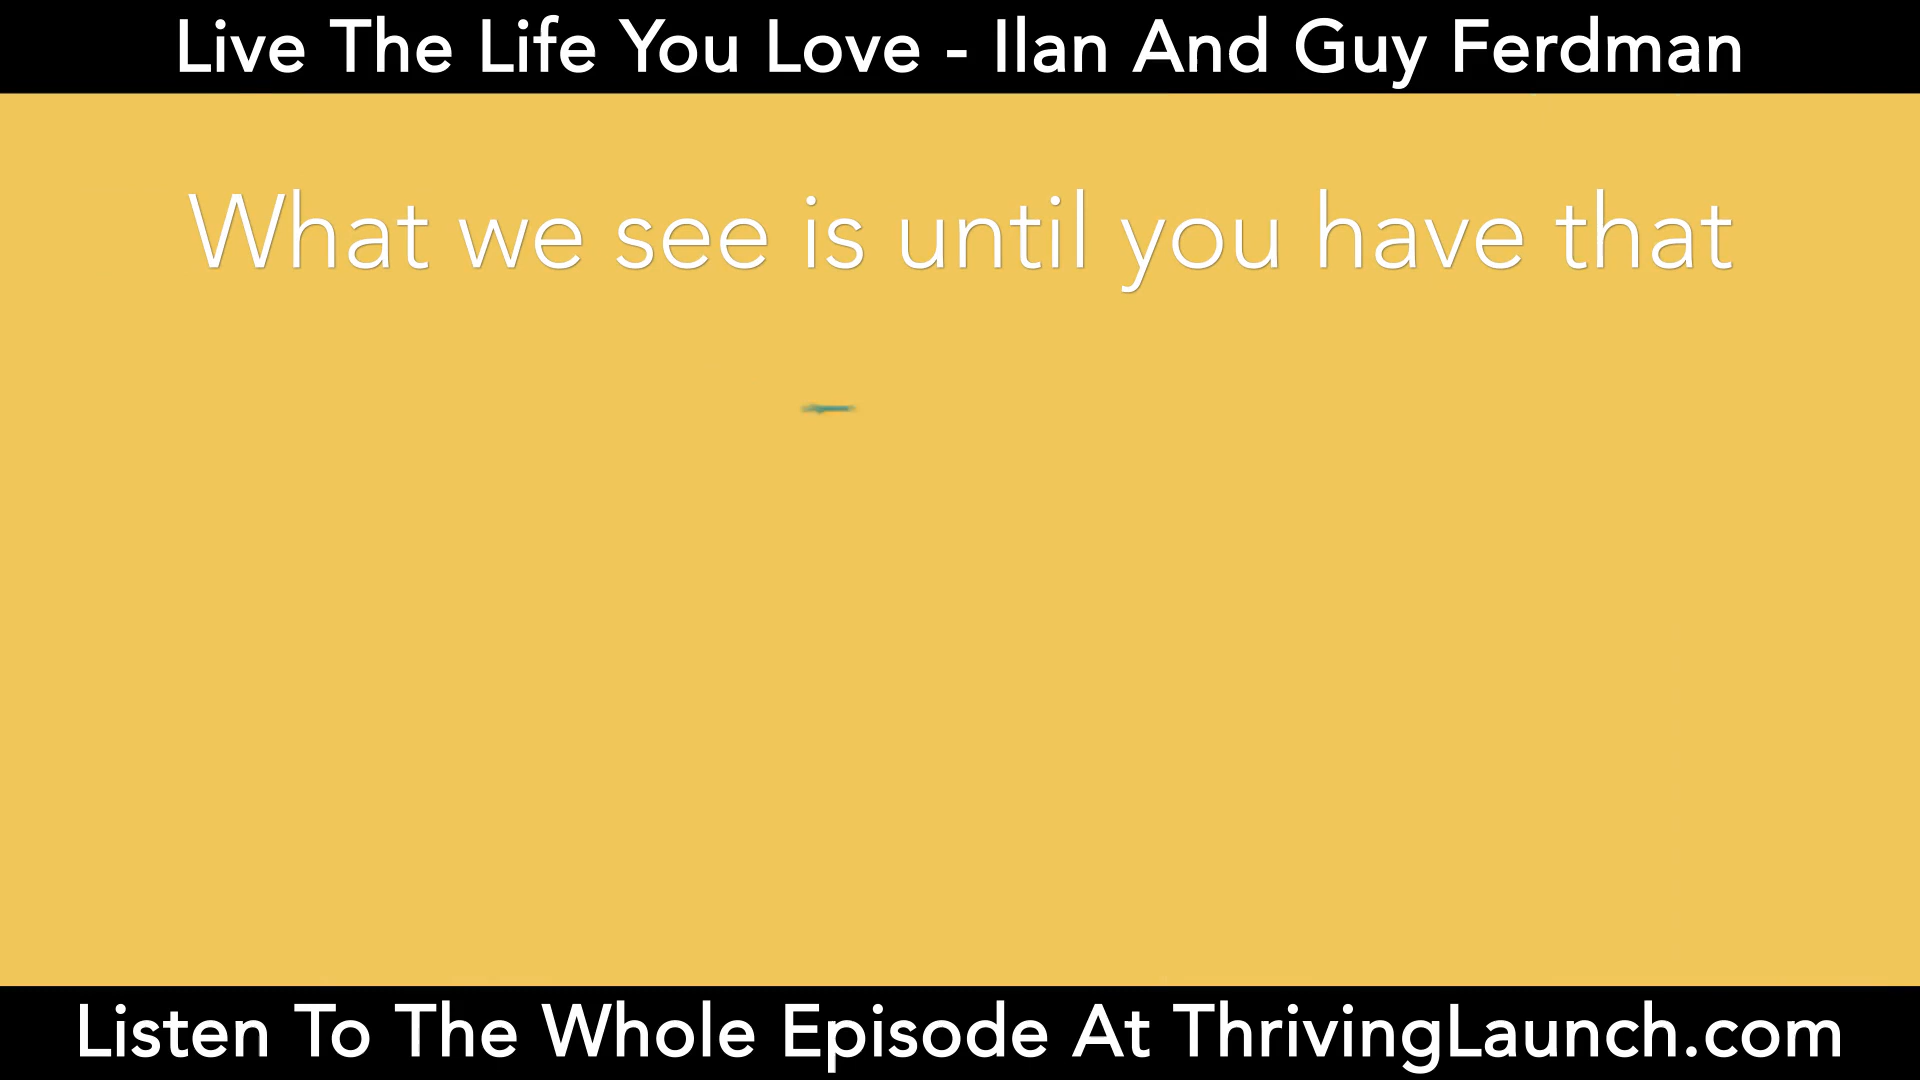 Live The Life You Love - Ilan And Guy Ferdman
What we see is until you have that
Listen To The Whole Episode At ThrivingLaunch.com